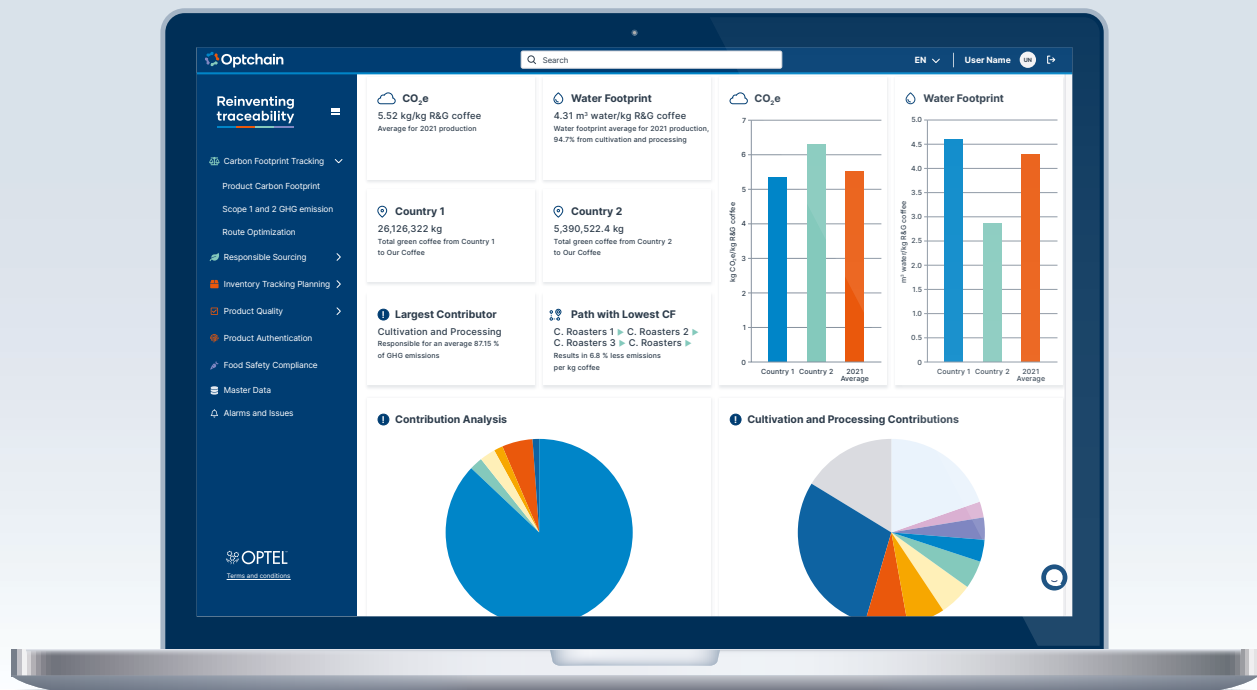 Optchain
Search
EN
User Name
UN
Reinventing
traceability
Carbon Footprint Tracking
Product Carbon Footprint
Scope 1 and 2 GHG emission
Route Optimization
Responsible Sourcing
Inventory Tracking Planning
Product Quality
Product Authentication
Food Safety Compliance
Master Data
Alarms and Issues
OPTEL
Terms and conditions
CO₂e
5.52 kg/kg R&G coffee
Average for 2021 production
Water Footprint
4.31 m³ water/kg R&G coffee
Water footprint average for 2021 production,
94.7% from cultivation and processing
Country 1
26,126,322 kg
Total green coffee from Country 1
to Our Coffee
Country 2
5,390,522.4 kg
Total green coffee from Country 2
to Our Coffee
Largest Contributor
Cultivation and Processing
Responsible for an average 87.15 %
of GHG emissions
Path with Lowest CF
C. Roasters 1 ▶ C. Roasters 2 ▶
C. Roasters 3 ▶ C. Roasters ▶
Results in 6.8 % less emissions
per kg coffee
CO₂e
kg CO₂e/kg R&G coffee
7
6
5
4
3
2
1
0
Country 1 Country 2 2021
Average
Water Footprint
m³ water/kg R&G coffee
5.0
4.5
4.0
3.5
3.0
2.5
2.0
1.5
1.0
0.5
0
Country 1 Country 2 2021
Average
Contribution Analysis
Cultivation and Processing Contributions